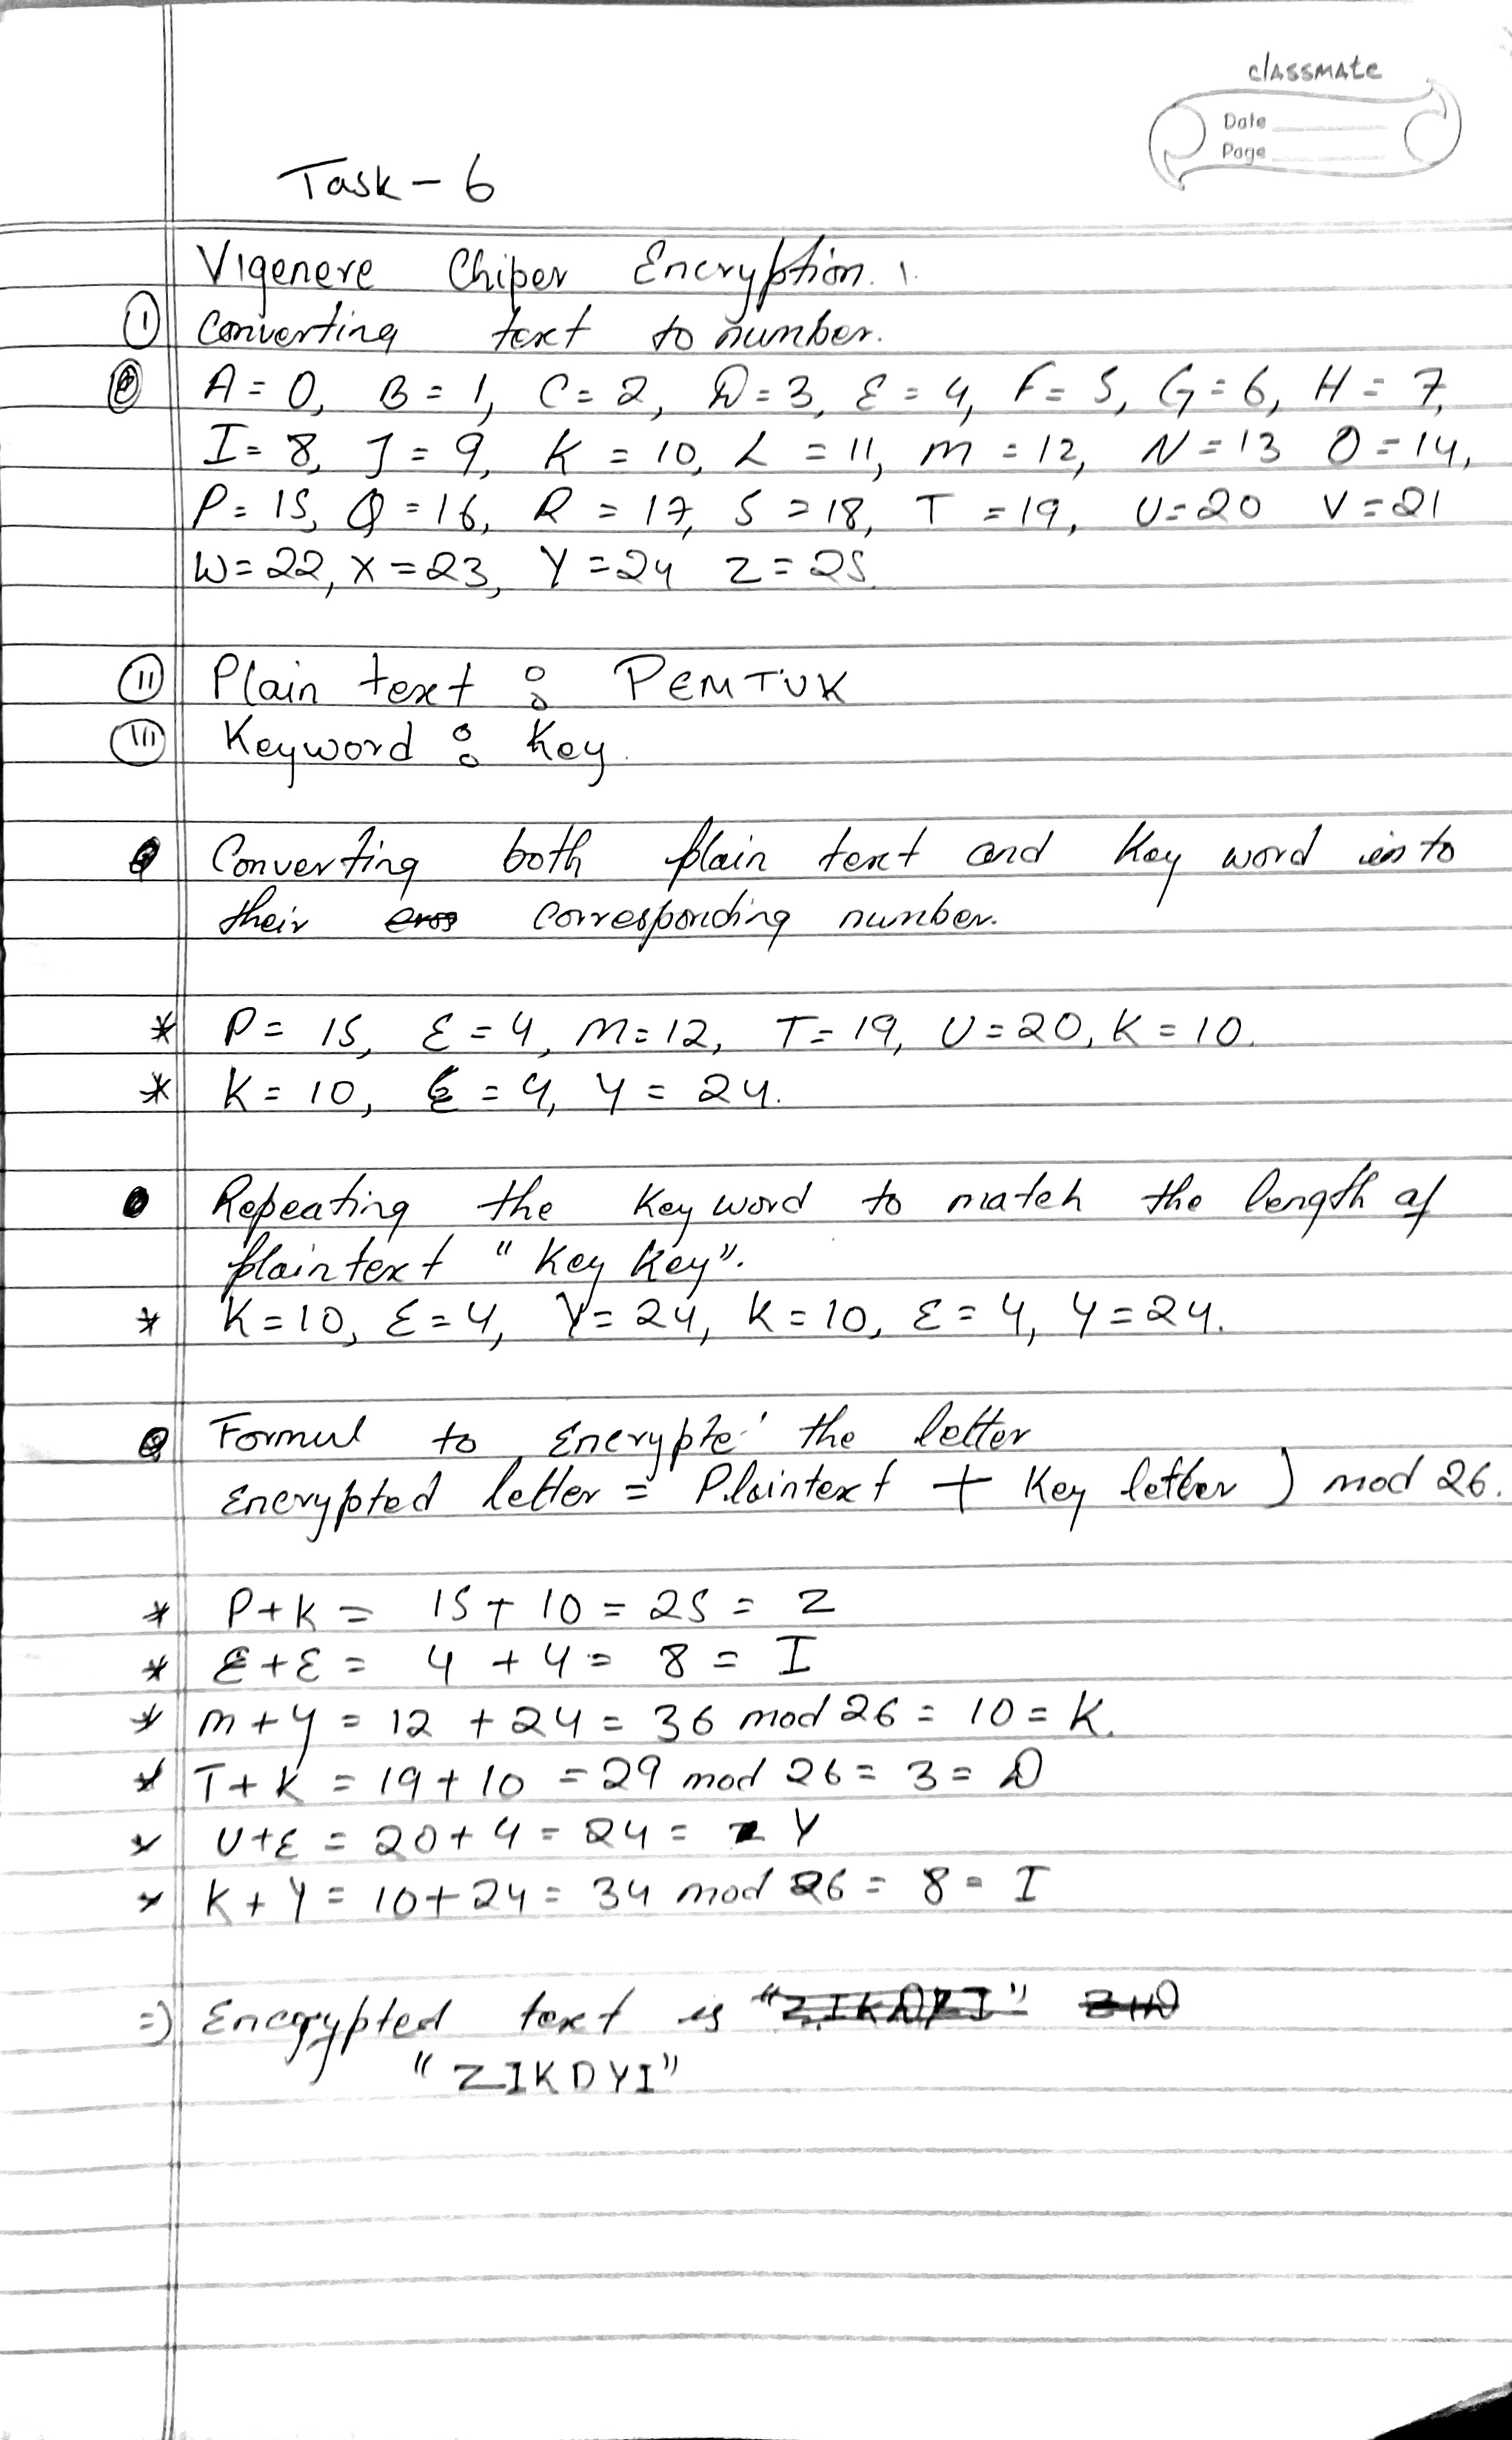 classmate
Date
Page
Task - 6
Vigenere Chiper Encryption.
(I) Converting text to number.
A = 0, B = 1, C = 2, D = 3, E = 4, F = 5, G = 6, H = 7,
I = 8, J = 9, K = 10, L = 11, M = 12, N = 13 O = 14,
P = 15, Q = 16, R = 17, S = 18, T = 19, U = 20 V = 21
W = 22, X = 23, Y = 24 Z = 25
(II) Plain text : PEMTUK
(III) Keyword : Key.
Converting both plain text and Key word into
their corresponding number.
* P = 15, E = 4, M = 12, T = 19, U = 20, K = 10.
* K = 10, E = 4, Y = 24.
Repeating the Key word to match the length of
plaintext "Key Key".
* K = 10, E = 4, Y = 24, K = 10, E = 4, Y = 24.
Formul to Encrypte the letter
Encrypted letter = Plaintext + Key letter ) mod 26.
* P + K = 15 + 10 = 25 = Z
* E + E = 4 + 4 = 8 = I
* M + Y = 12 + 24 = 36 mod 26 = 10 = K.
* T + K = 19 + 10 = 29 mod 26 = 3 = D
* U + E = 20 + 4 = 24 = Y
* K + Y = 10 + 24 = 34 mod 26 = 8 = I
=) Encrypted text is
"ZIKDYI"